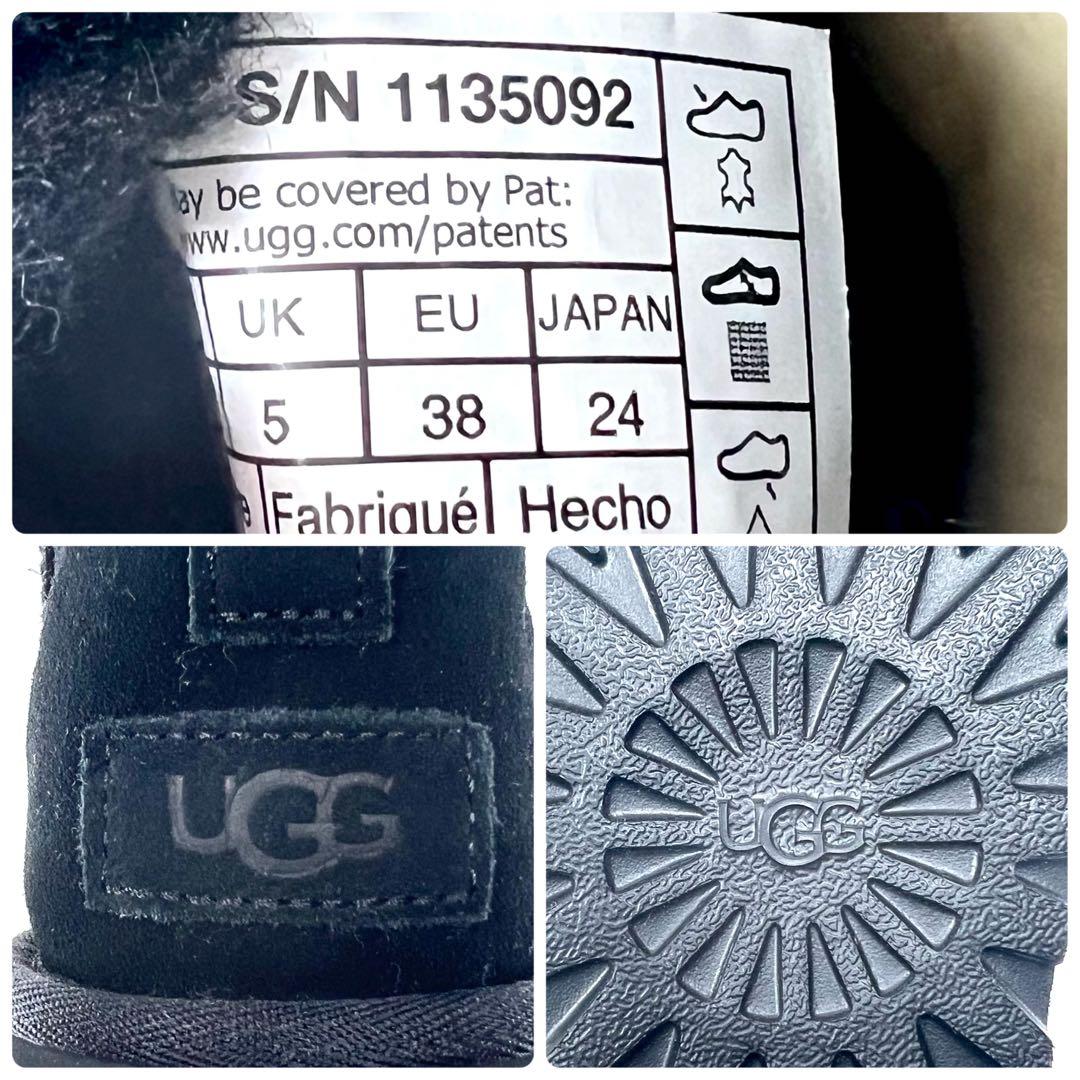 S/N 1135092
ay be covered by Pat:
ww.ugg.com/patents
UK EU JAPAN
5 38 24
Fabriqué Hecho
UGG
UGG